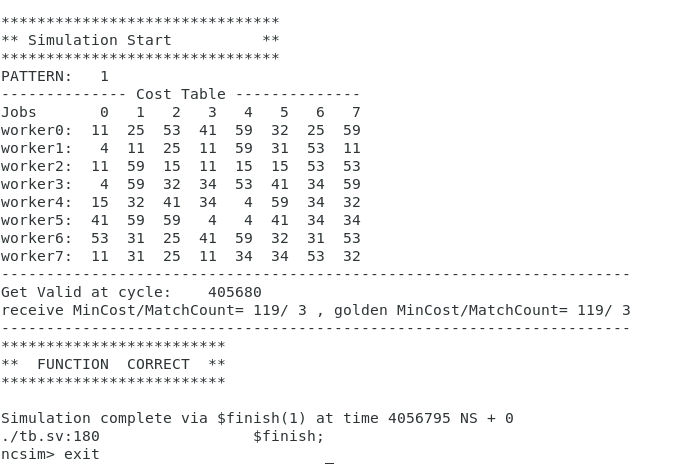 *******************************
** Simulation Start          **
*******************************
PATTERN:   1
-------------- Cost Table --------------
Jobs       0   1   2   3   4   5   6   7
worker0:  11  25  53  41  59  32  25  59
worker1:   4  11  25  11  59  31  53  11
worker2:  11  59  15  11  15  15  53  53
worker3:   4  59  32  34  53  41  34  59
worker4:  15  32  41  34   4  59  34  32
worker5:  41  59  59   4   4  41  34  34
worker6:  53  31  25  41  59  32  31  53
worker7:  11  31  25  11  34  34  53  32
----------------------------------------------------------------------
Get Valid at cycle:    405680
receive MinCost/MatchCount= 119/ 3 , golden MinCost/MatchCount= 119/ 3
----------------------------------------------------------------------
*************************
**  FUNCTION  CORRECT  **
*************************
Simulation complete via $finish(1) at time 4056795 NS + 0
./tb.sv:180                 $finish;
ncsim> exit